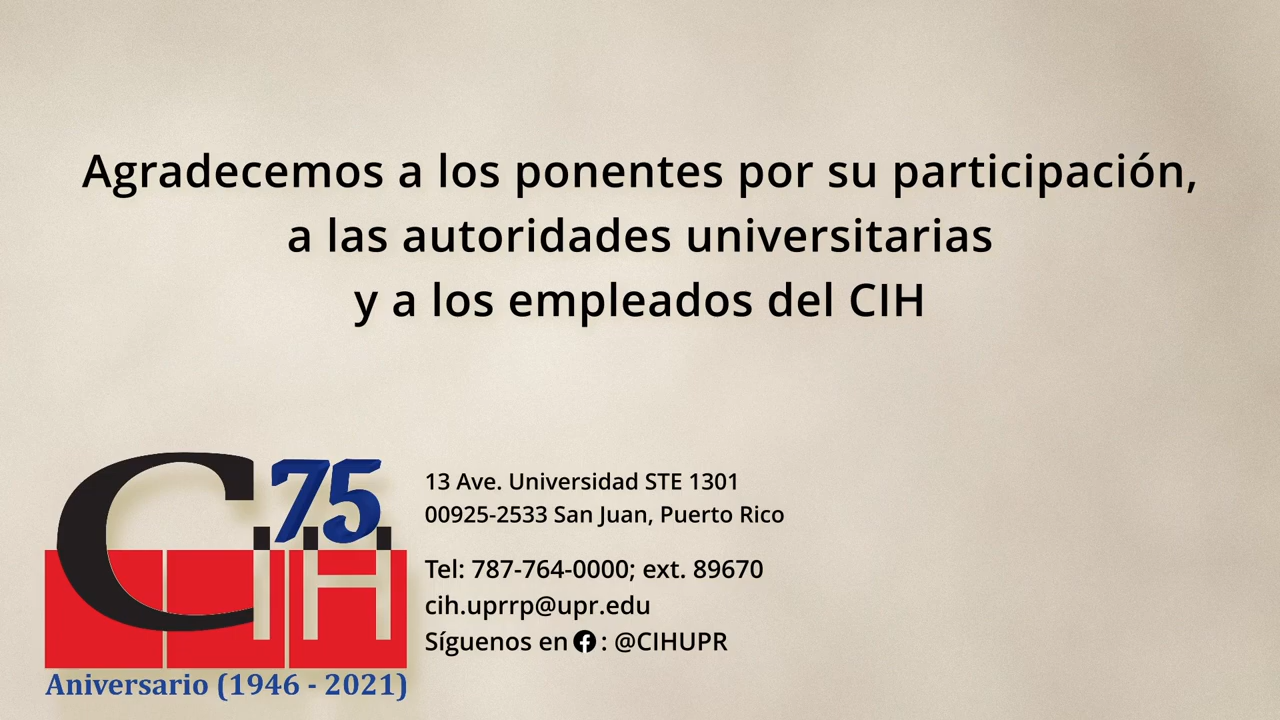 Agradecemos a los ponentes por su participación,
a las autoridades universitarias
y a los empleados del CIH
CIH
75
Aniversario (1946 - 2021)
13 Ave. Universidad STE 1301
00925-2533 San Juan, Puerto Rico
Tel: 787-764-0000; ext. 89670
cih.uprrp@upr.edu
Síguenos en : @CIHUPR